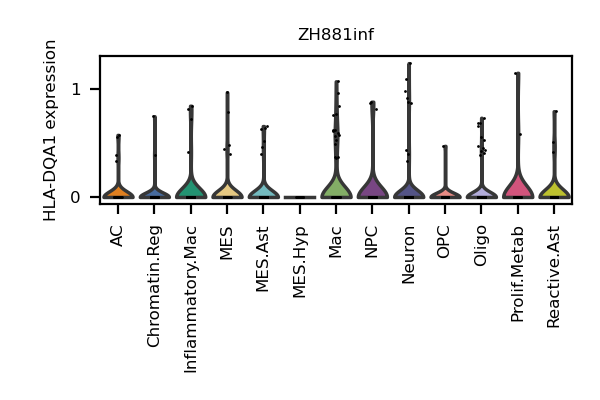 ZH881inf
HLA-DQA1 expression
1
0
AC
Chromatin.Reg
Inflammatory.Mac
MES
MES.Ast
MES.Hyp
Mac
NPC
Neuron
OPC
Oligo
Prolif.Metab
Reactive.Ast